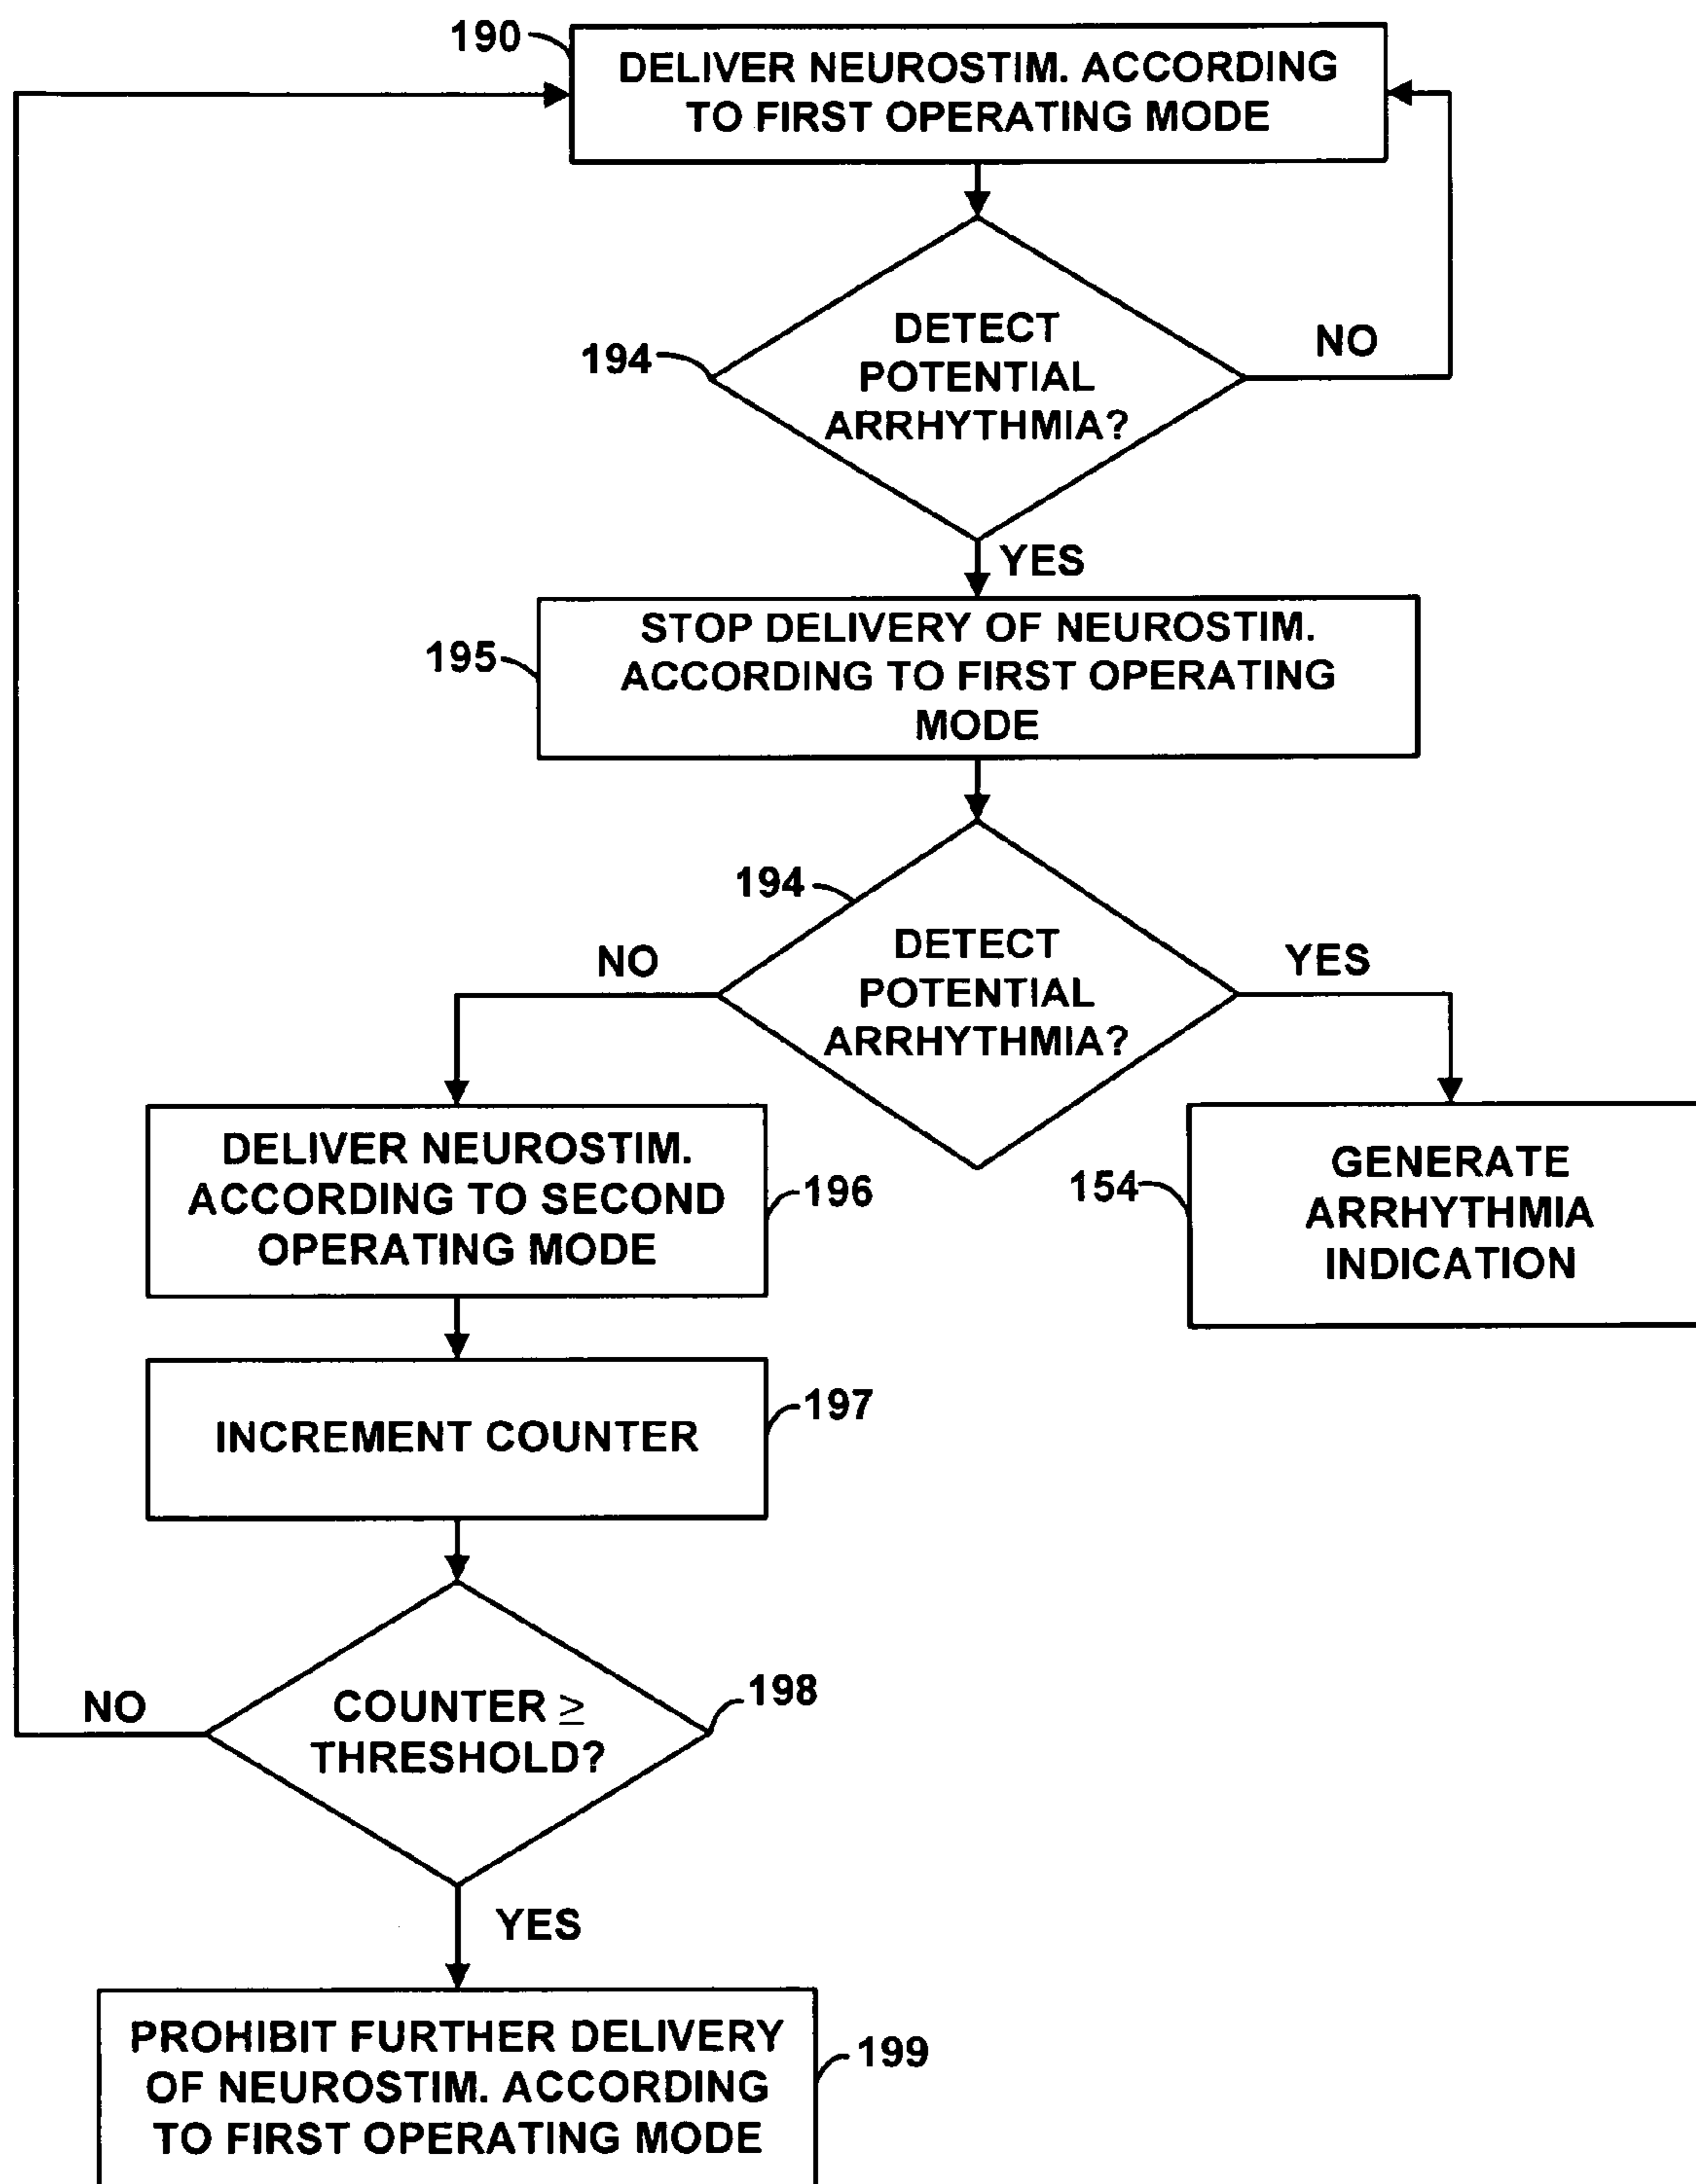 190
DELIVER NEUROSTIM. ACCORDING
TO FIRST OPERATING MODE
194
DETECT
POTENTIAL
ARRHYTHMIA?
NO
YES
195
STOP DELIVERY OF NEUROSTIM.
ACCORDING TO FIRST OPERATING
MODE
194
DETECT
POTENTIAL
ARRHYTHMIA?
NO
YES
DELIVER NEUROSTIM.
ACCORDING TO SECOND
OPERATING MODE
196
154
GENERATE
ARRHYTHMIA
INDICATION
INCREMENT COUNTER
197
NO
COUNTER ≥
THRESHOLD?
198
YES
PROHIBIT FURTHER DELIVERY
OF NEUROSTIM. ACCORDING
TO FIRST OPERATING MODE
199